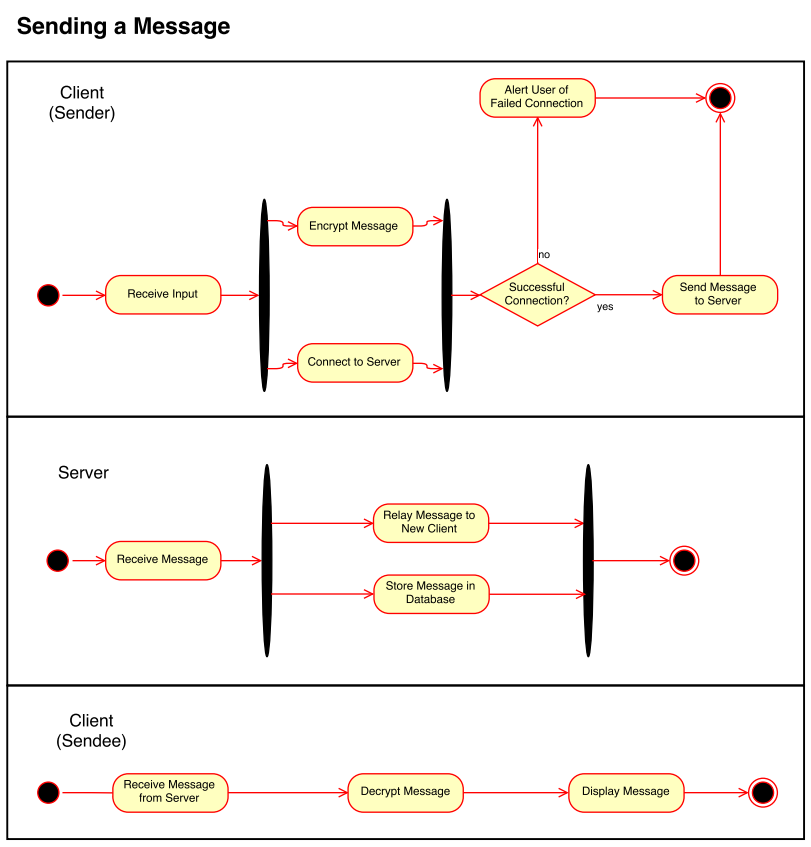 Sending a Message
Client
(Sender)
Alert User of
Failed Connection
Encrypt Message
no
Receive Input
Successful
Connection?
yes
Send Message
to Server
Connect to Server
Server
Relay Message to
New Client
Receive Message
Store Message in
Database
Client
(Sendee)
Receive Message
from Server
Decrypt Message
Display Message